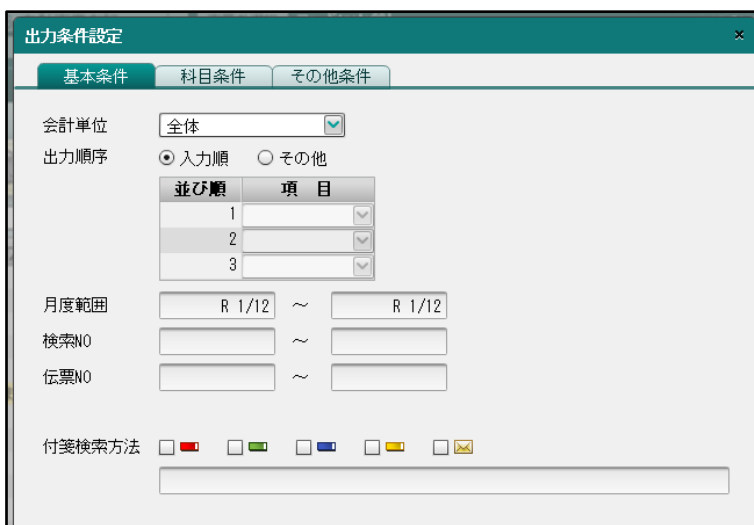 出力条件設定 ×
基本条件 科目条件 その他条件
会計単位 全体
出力順序 入力順 その他
並び順 項 目
1
2
3
月度範囲 R 1/12 ～ R 1/12
検索NO ～
伝票NO ～
付箋検索方法